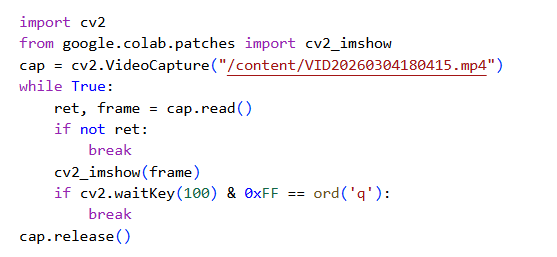 import cv2
from google.colab.patches import cv2_imshow
cap = cv2.VideoCapture("/content/VID20260304180415.mp4")
while True:
    ret, frame = cap.read()
    if not ret:
        break
    cv2_imshow(frame)
    if cv2.waitKey(100) & 0xFF == ord('q'):
        break
cap.release()